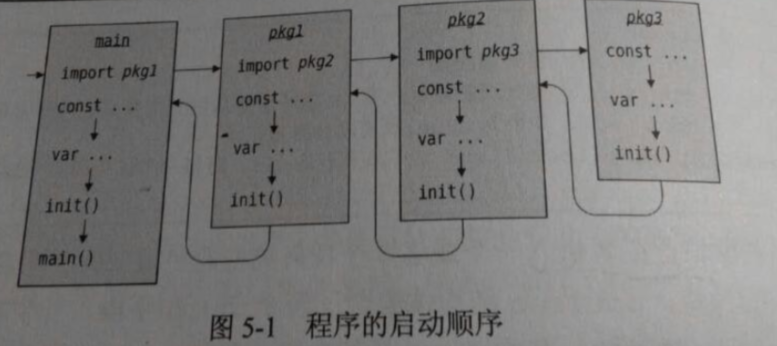 main
import pkg1
const ...
var ...
init()
main()
pkg1
import pkg2
const ...
var ...
init()
pkg2
import pkg3
const ...
var ...
init()
pkg3
const ...
var ...
init()
图 5-1 程序的启动顺序